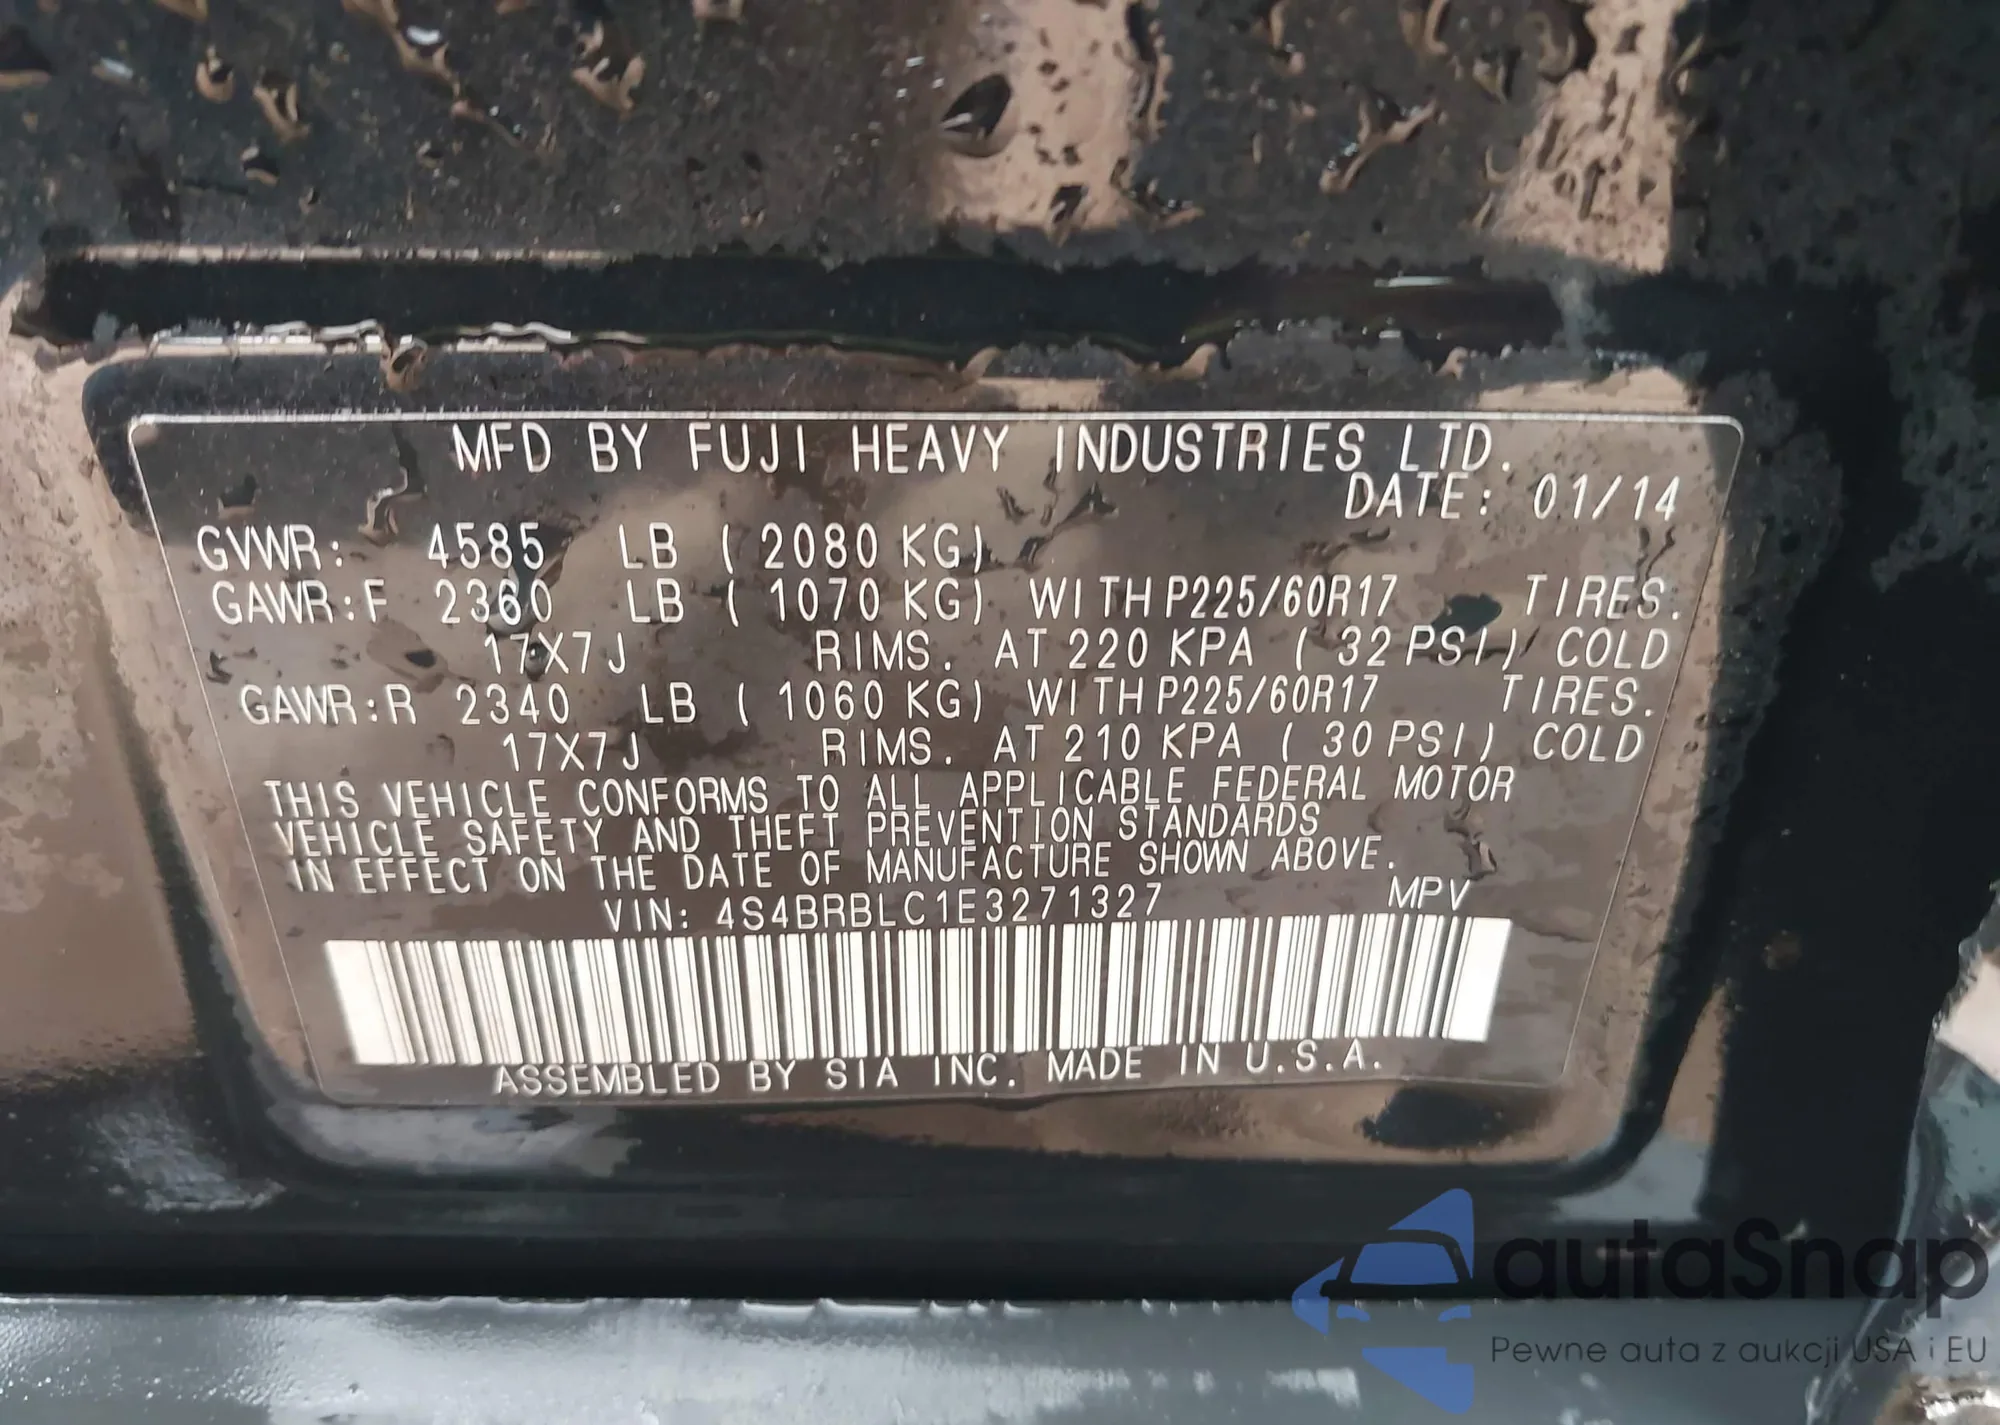 MFD BY FUJI HEAVY INDUSTRIES LTD.
DATE: 01/14
GVWR: 4585 LB ( 2080 KG)
GAWR:F 2360 LB ( 1070 KG) WITH P225/60R17 TIRES.
17X7J RIMS. AT 220 KPA ( 32 PSI) COLD
GAWR:R 2340 LB ( 1060 KG) WITH P225/60R17 TIRES.
17X7J RIMS. AT 210 KPA ( 30 PSI) COLD
THIS VEHICLE CONFORMS TO ALL APPLICABLE FEDERAL MOTOR
VEHICLE SAFETY AND THEFT PREVENTION STANDARDS
IN EFFECT ON THE DATE OF MANUFACTURE SHOWN ABOVE.
VIN: 4S4BRBLC1E3271327 MPV
ASSEMBLED BY SIA INC. MADE IN U.S.A.
autaSnap
Pewne auta z aukcji USA i EU